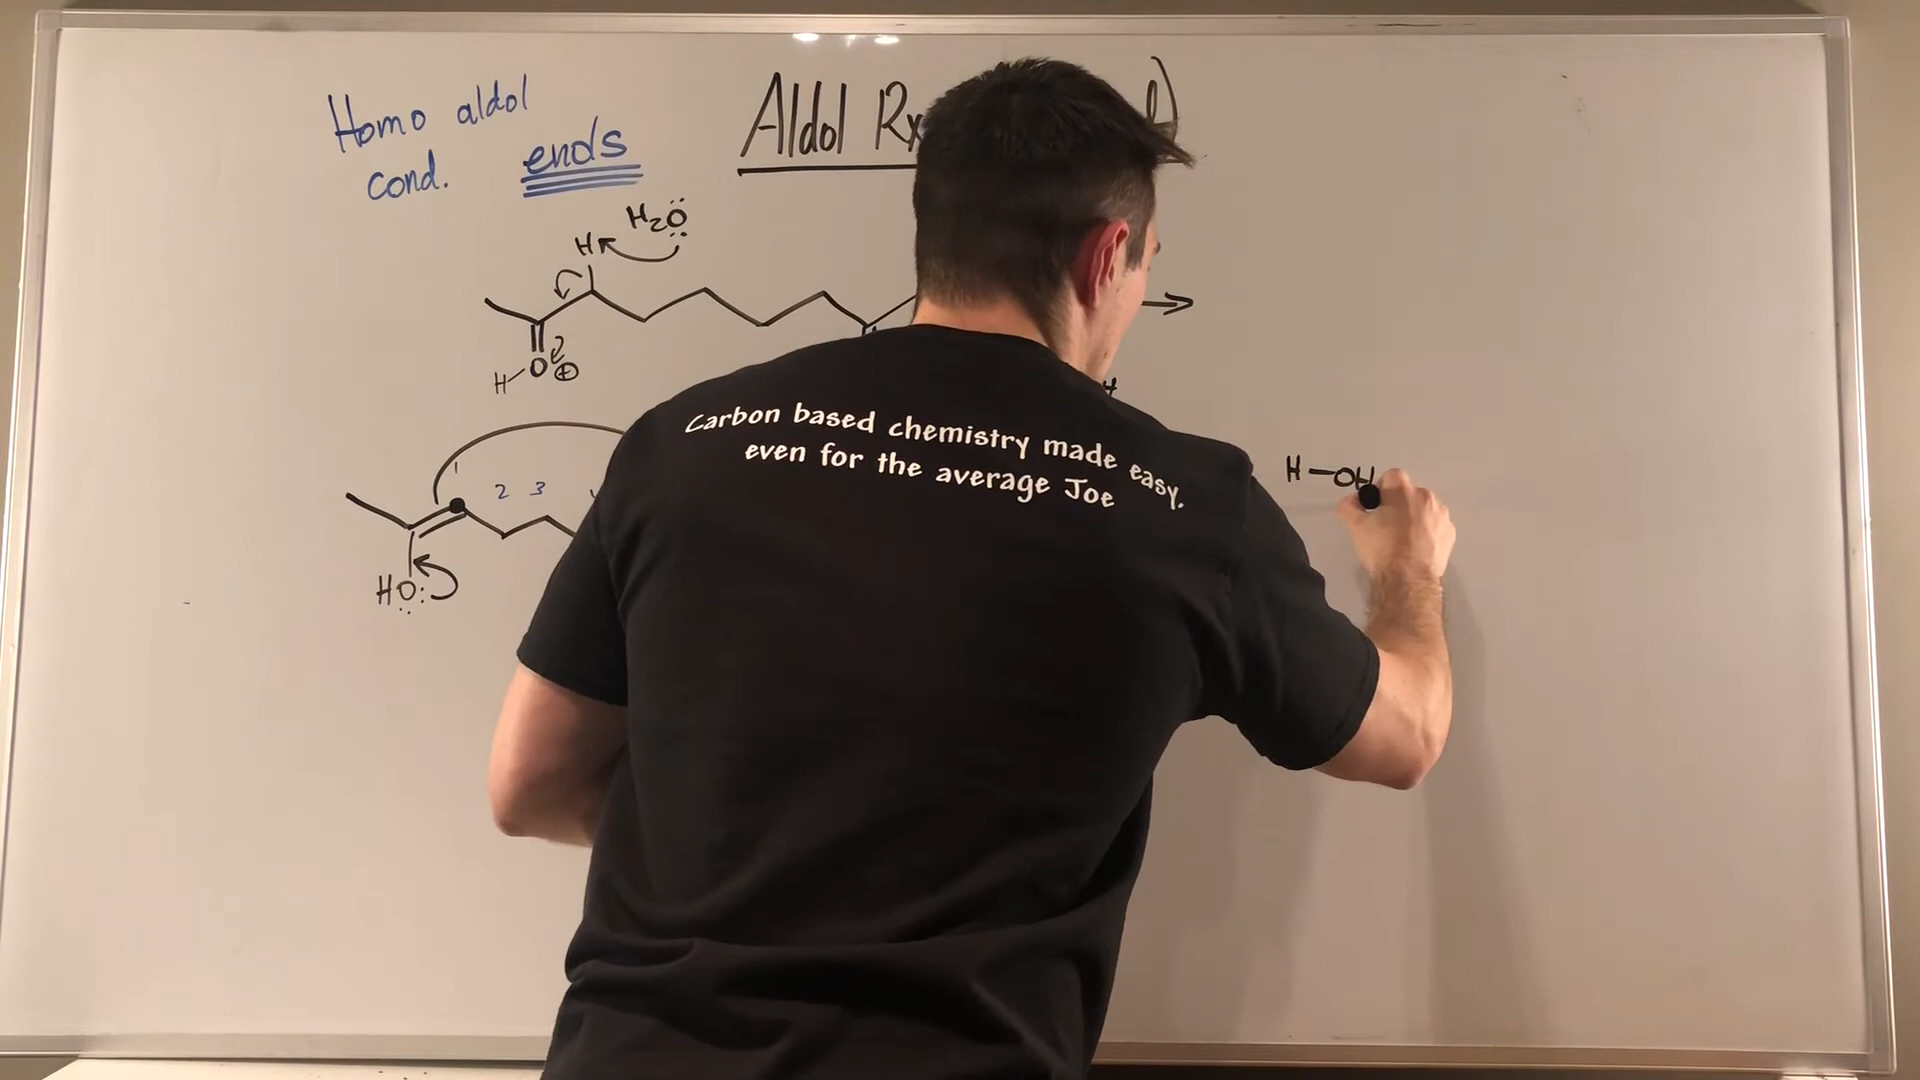 Homo aldol
cond. ends
Aldol Rx
H₂O
H
H O ⊕
H
1 2 3
HO:
H—OH
Carbon based chemistry made easy.
even for the average Joe